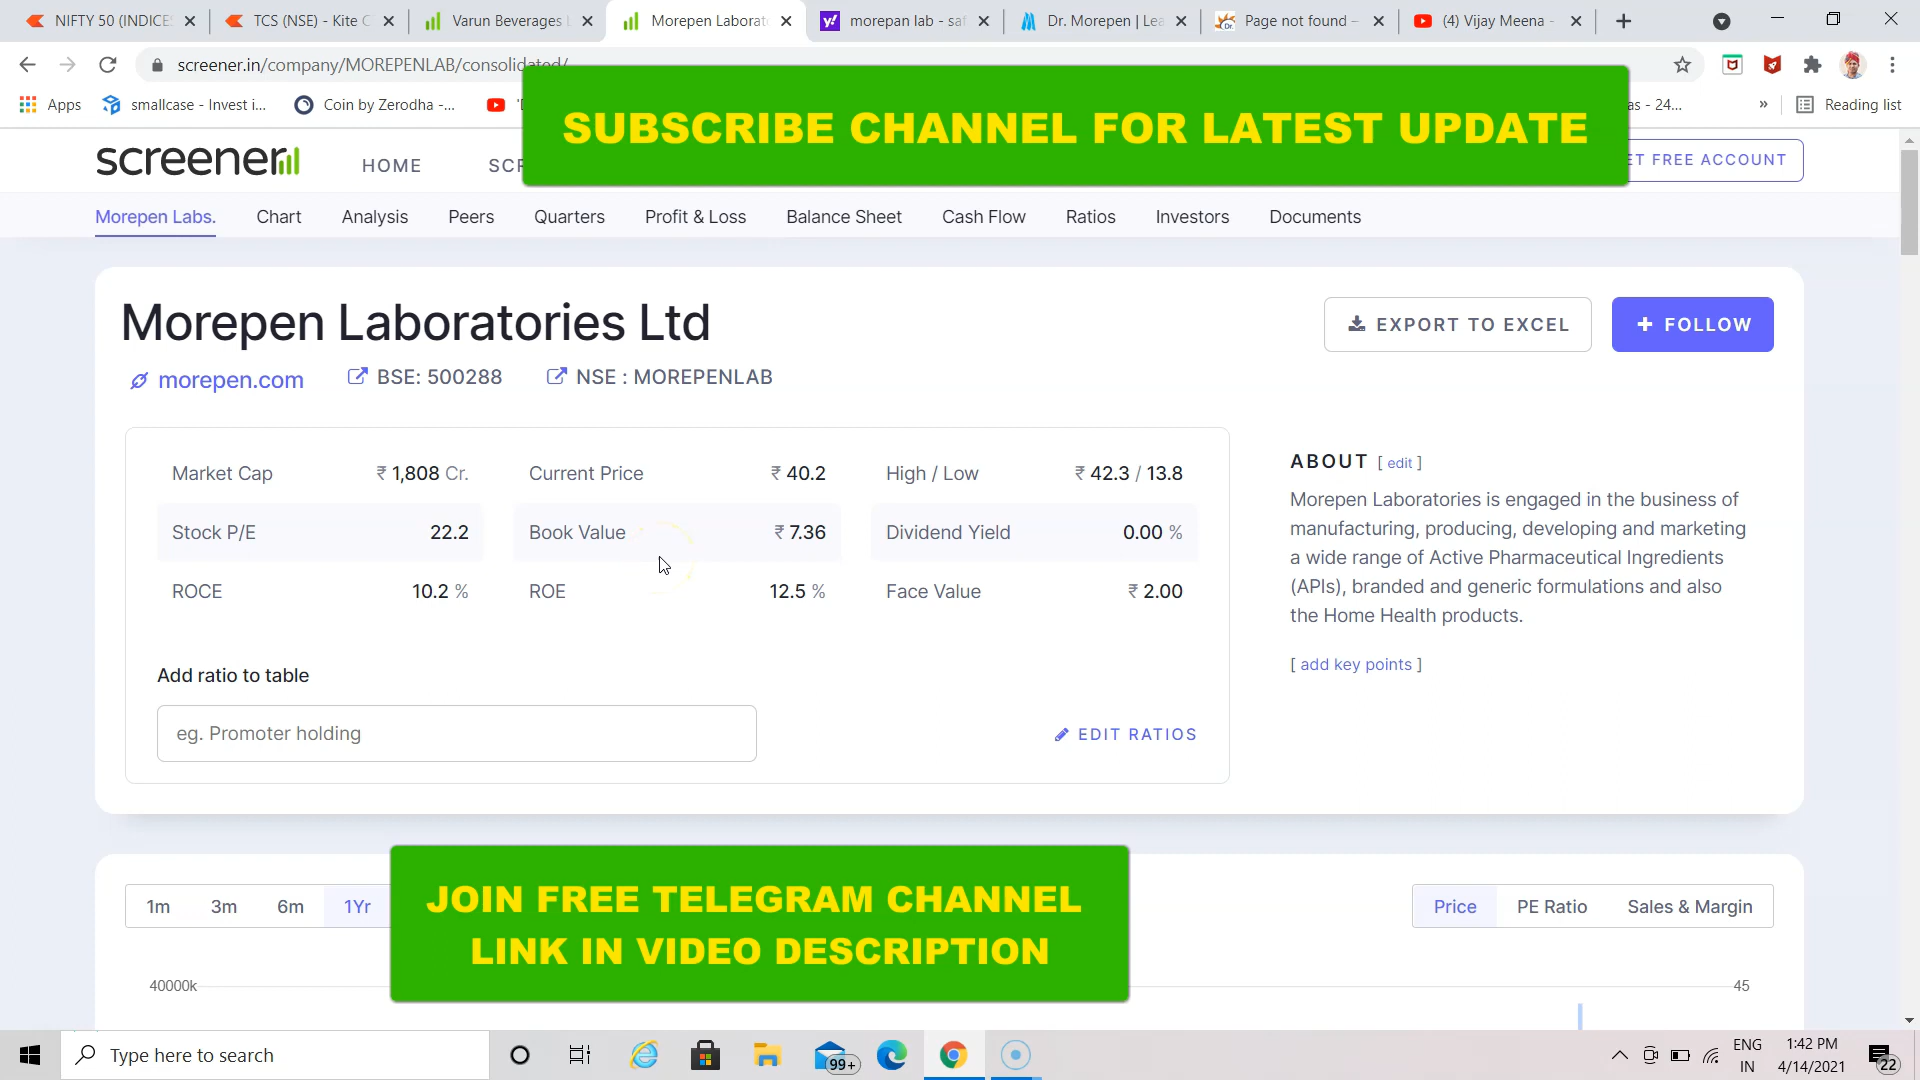 NIFTY 50 (INDICES
TCS (NSE) - Kite C
Varun Beverages L
Morepen Laborat
morepan lab - saf
Dr. Morepen | Lea
Page not found –
(4) Vijay Meena -
screener.in/company/MOREPENLAB/consolidated/
Apps
smallcase - Invest i...
Coin by Zerodha -...
as - 24...
»
Reading list
SUBSCRIBE CHANNEL FOR LATEST UPDATE
screener
HOME
SCR
ET FREE ACCOUNT
Morepen Labs.
Chart
Analysis
Peers
Quarters
Profit & Loss
Balance Sheet
Cash Flow
Ratios
Investors
Documents
Morepen Laboratories Ltd
EXPORT TO EXCEL
+ FOLLOW
morepen.com
BSE: 500288
NSE : MOREPENLAB
Market Cap ₹ 1,808 Cr.
Current Price ₹ 40.2
High / Low ₹ 42.3 / 13.8
Stock P/E 22.2
Book Value ₹ 7.36
Dividend Yield 0.00 %
ROCE 10.2 %
ROE 12.5 %
Face Value ₹ 2.00
Add ratio to table
eg. Promoter holding
EDIT RATIOS
ABOUT [ edit ]
Morepen Laboratories is engaged in the business of
manufacturing, producing, developing and marketing
a wide range of Active Pharmaceutical Ingredients
(APIs), branded and generic formulations and also
the Home Health products.
[ add key points ]
1m
3m
6m
1Yr
JOIN FREE TELEGRAM CHANNEL
LINK IN VIDEO DESCRIPTION
Price
PE Ratio
Sales & Margin
40000k
45
Type here to search
99+
ENG
IN
1:42 PM
4/14/2021
22